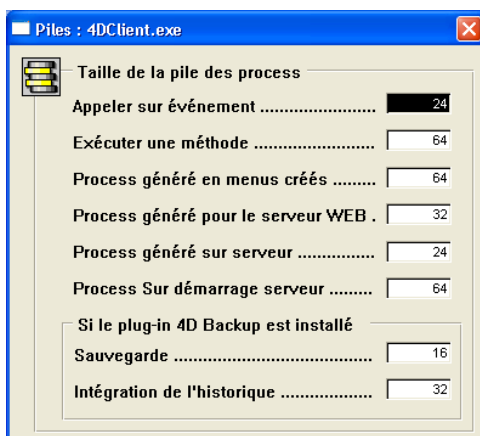 Piles : 4DClient.exe
Taille de la pile des process
Appeler sur événement ........................ 24
Exécuter une méthode ......................... 64
Process généré en menus créés ......... 64
Process généré pour le serveur WEB . 32
Process généré sur serveur ................ 24
Process Sur démarrage serveur ......... 64
Si le plug-in 4D Backup est installé
Sauvegarde ......................................... 16
Intégration de l'historique ................... 32